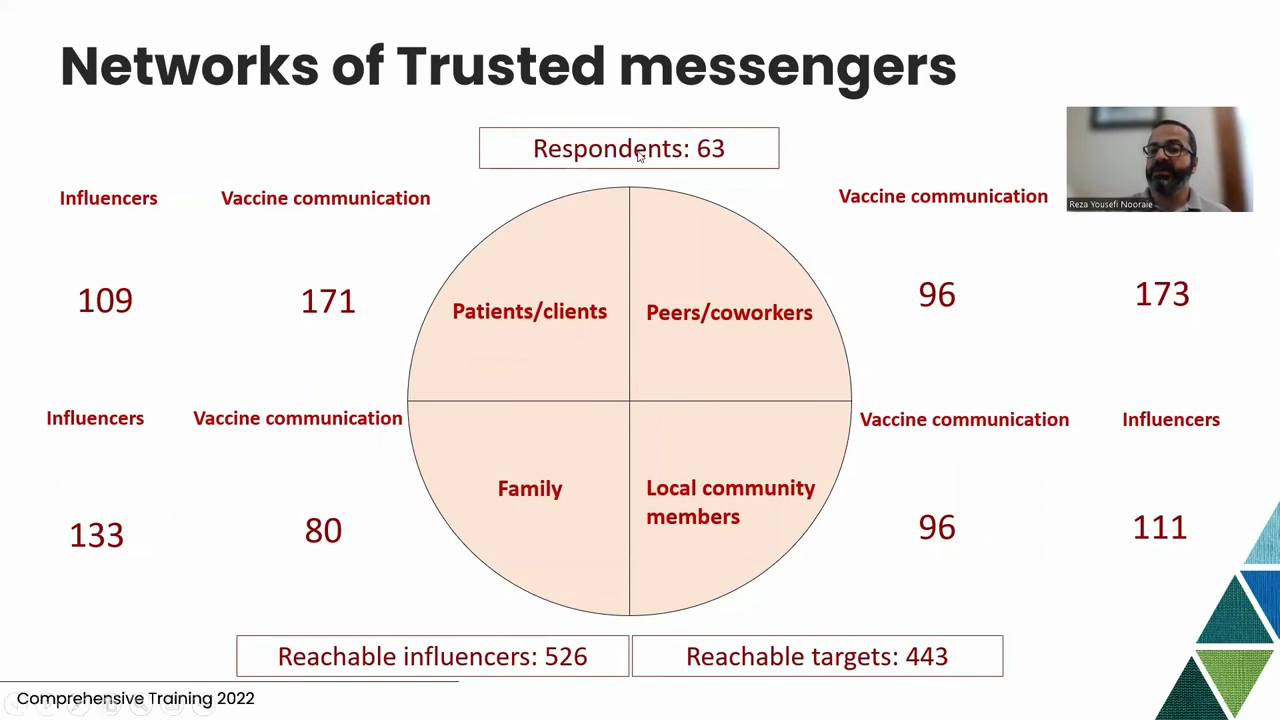 Networks of Trusted messengers
Respondents: 63
Influencers
Vaccine communication
Vaccine communication
Reza Yousefi Nooraie
109
171
Patients/clients
Peers/coworkers
96
173
Influencers
Vaccine communication
Vaccine communication
Influencers
133
80
Family
Local community
members
96
111
Reachable influencers: 526
Reachable targets: 443
Comprehensive Training 2022